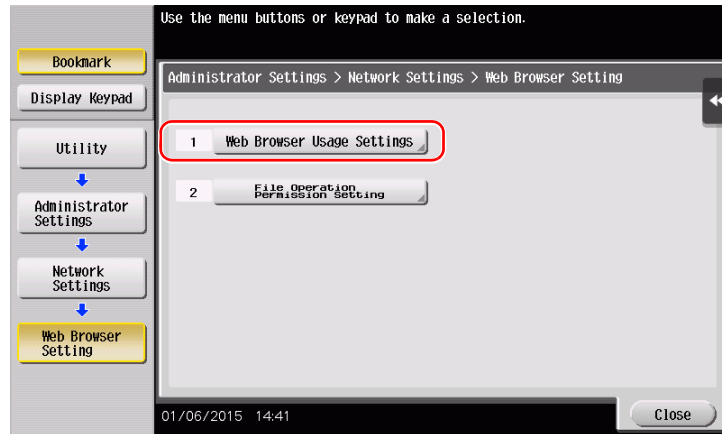 Use the menu buttons or keypad to make a selection.
Bookmark
Display Keypad
Utility
Administrator
Settings
Network
Settings
Web Browser
Setting
Administrator Settings > Network Settings > Web Browser Setting
1 Web Browser Usage Settings
2 File Operation
Permission Setting
01/06/2015 14:41
Close